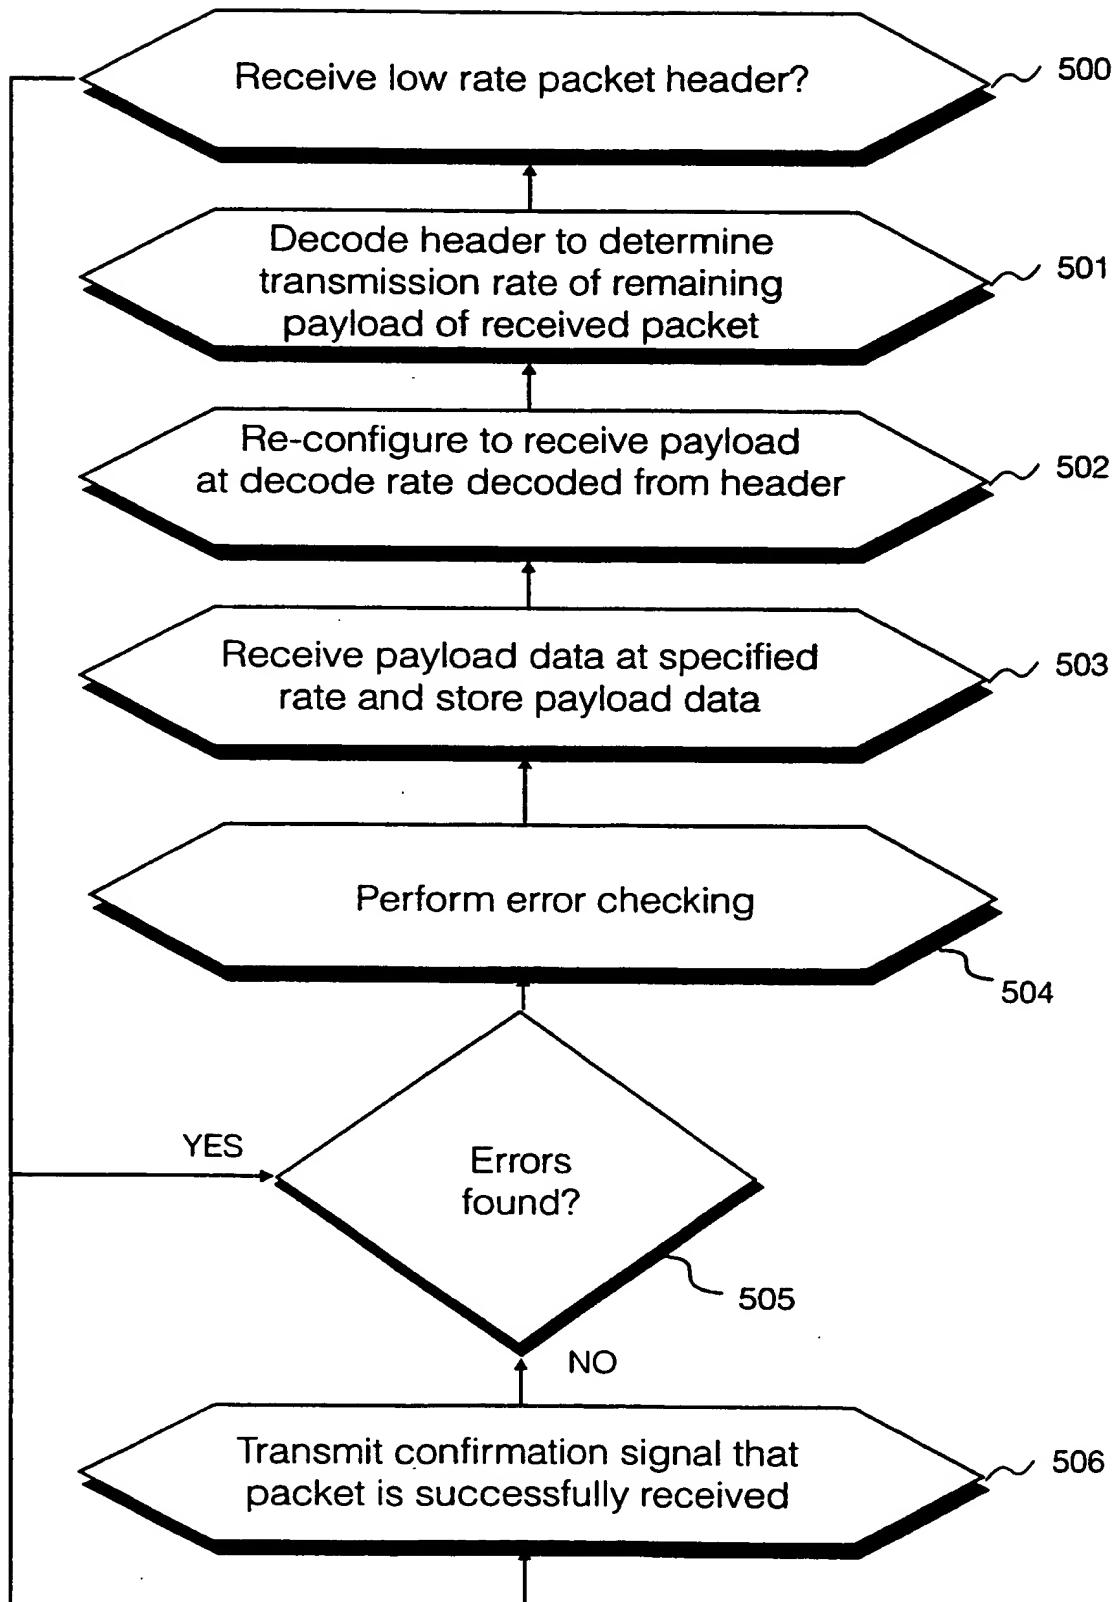 Receive low rate packet header?
500
Decode header to determine
transmission rate of remaining
payload of received packet
501
Re-configure to receive payload
at decode rate decoded from header
502
Receive payload data at specified
rate and store payload data
503
Perform error checking
504
YES
Errors
found?
505
NO
Transmit confirmation signal that
packet is successfully received
506